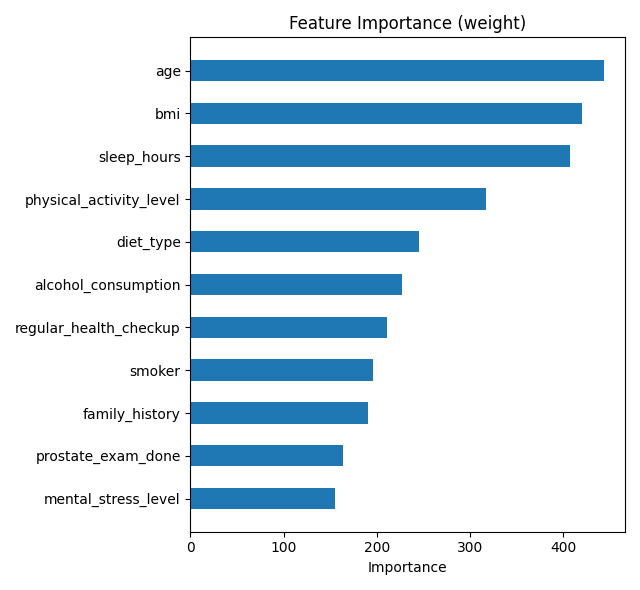 Feature Importance (weight)
age
bmi
sleep_hours
physical_activity_level
diet_type
alcohol_consumption
regular_health_checkup
smoker
family_history
prostate_exam_done
mental_stress_level
0 100 200 300 400
Importance